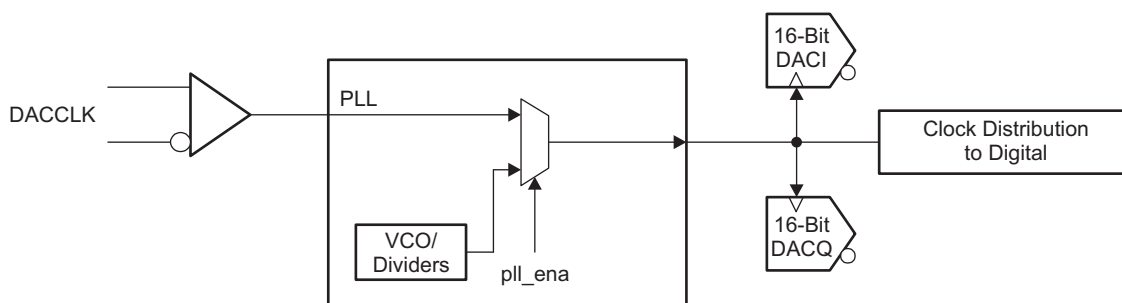 16-Bit
DACI
DACCLK
PLL
Clock Distribution
to Digital
VCO/
Dividers
pll_ena
16-Bit
DACQ